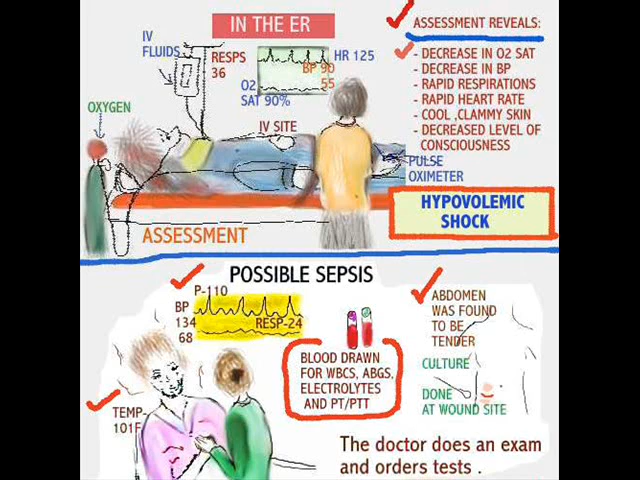 IN THE ER
IV
FLUIDS
RESPS
36
HR 125
BP 90
55
O2
SAT 90%
OXYGEN
IV SITE
PULSE
OXIMETER
ASSESSMENT
ASSESSMENT REVEALS:
- DECREASE IN O2 SAT
- DECREASE IN BP
- RAPID RESPIRATIONS
- RAPID HEART RATE
- COOL ,CLAMMY SKIN
- DECREASED LEVEL OF
CONSCIOUSNESS
HYPOVOLEMIC
SHOCK
POSSIBLE SEPSIS
P-110
BP
134
68
RESP-24
TEMP-
101F
BLOOD DRAWN
FOR WBCS, ABGS,
ELECTROLYTES
AND PT/PTT
ABDOMEN
WAS FOUND
TO BE
TENDER
CULTURE
DONE
AT WOUND SITE
The doctor does an exam
and orders tests .